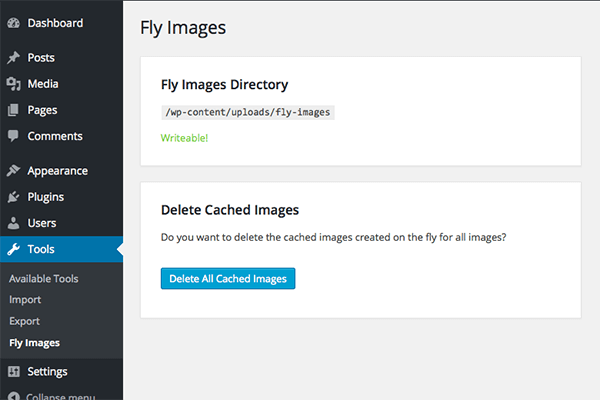 Dashboard
Posts
Media
Pages
Comments
Appearance
Plugins
Users
Tools
Available Tools
Import
Export
Fly Images
Settings
Collapse menu
Fly Images
Fly Images Directory
/wp-content/uploads/fly-images
Writeable!
Delete Cached Images
Do you want to delete the cached images created on the fly for all images?
Delete All Cached Images